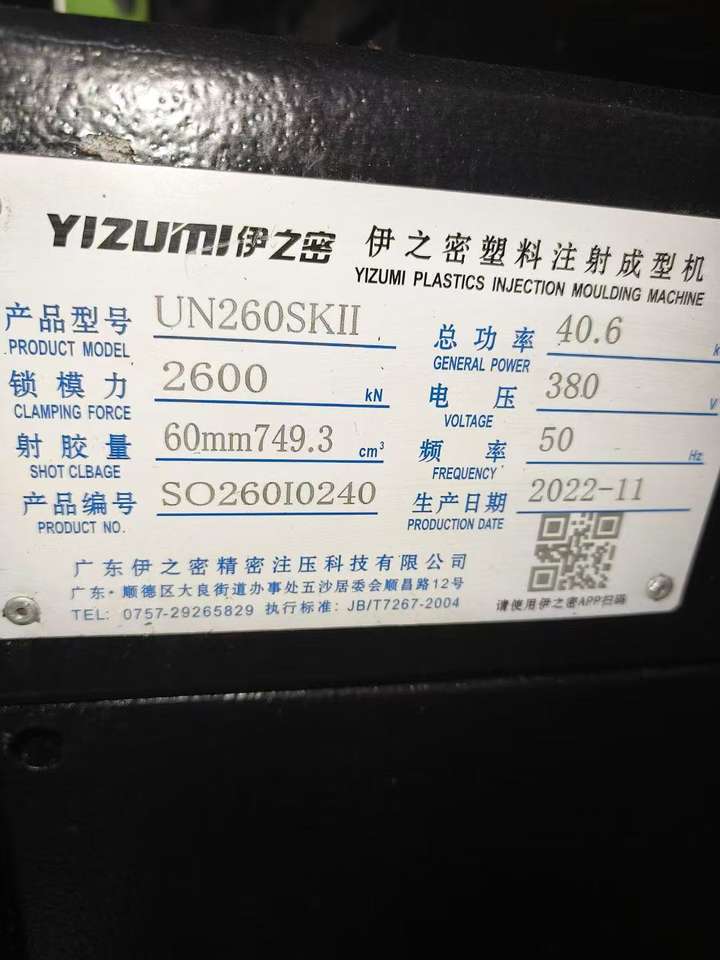 YIZUMI伊之密
伊之密塑料注射成型机
YIZUMI PLASTICS INJECTION MOULDING MACHINE
产品型号 UN260SKII
PRODUCT MODEL
总功率 40.6
GENERAL POWER
锁模力 2600 kN
CLAMPING FORCE
电压 380 V
VOLTAGE
射胶量 60mm749.3 cm³
SHOT CLBAGE
频率 50 Hz
FREQUENCY
产品编号 SO260I0240
PRODUCT NO.
生产日期 2022-11
PRODUCTION DATE
广东伊之密精密注压科技有限公司
广东·顺德区大良街道办事处五沙居委会顺昌路12号
TEL: 0757-29265829 执行标准: JB/T7267-2004
请使用伊之密APP扫码